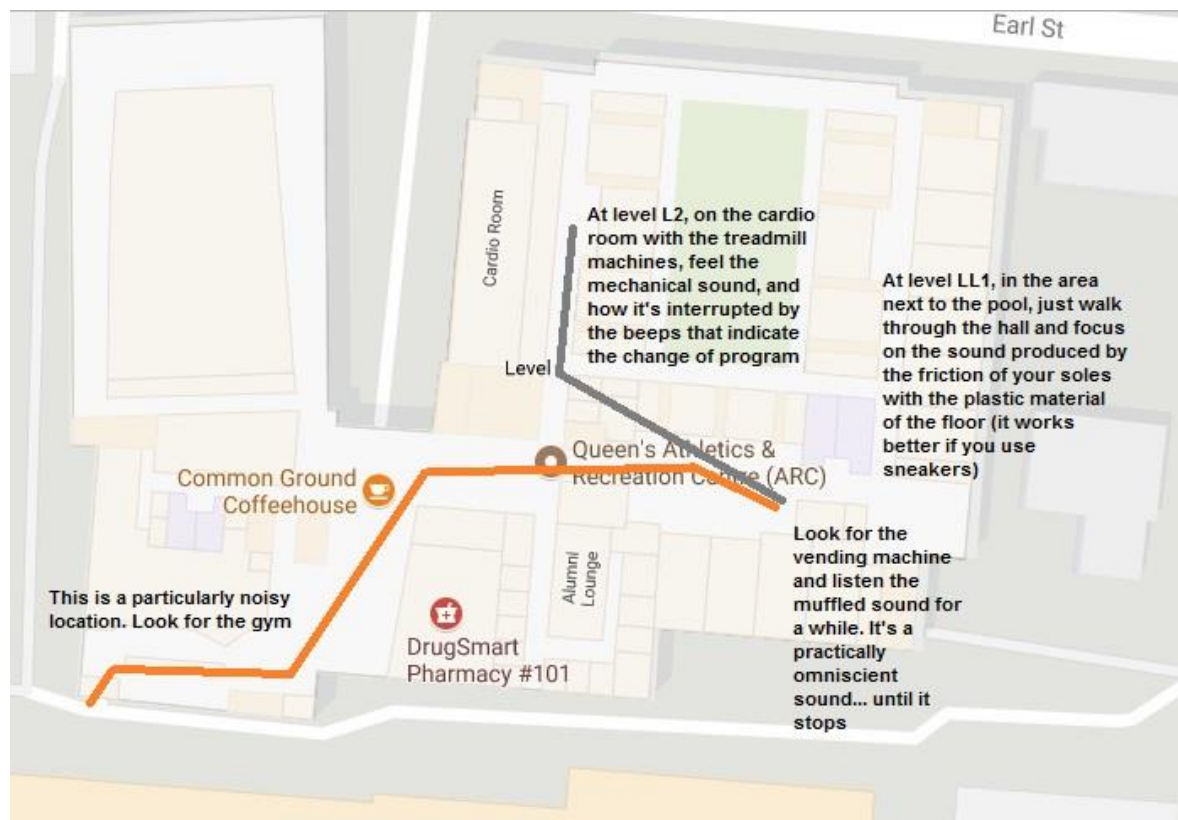 Earl St
Cardio Room
At level L2, on the cardio
room with the treadmill
machines, feel the
mechanical sound, and
how it's interrupted by
the beeps that indicate
the change of program
At level LL1, in the area
next to the pool, just walk
through the hall and focus
on the sound produced by
the friction of your soles
with the plastic material
of the floor (it works
better if you use
sneakers)
Level
Queen's Athletics &
Recreation Centre (ARC)
Common Ground
Coffeehouse
This is a particularly noisy
location. Look for the gym
Alumni
Lounge
DrugSmart
Pharmacy #101
Look for the
vending machine
and listen the
muffled sound for
a while. It's a
practically
omniscient
sound... until it
stops